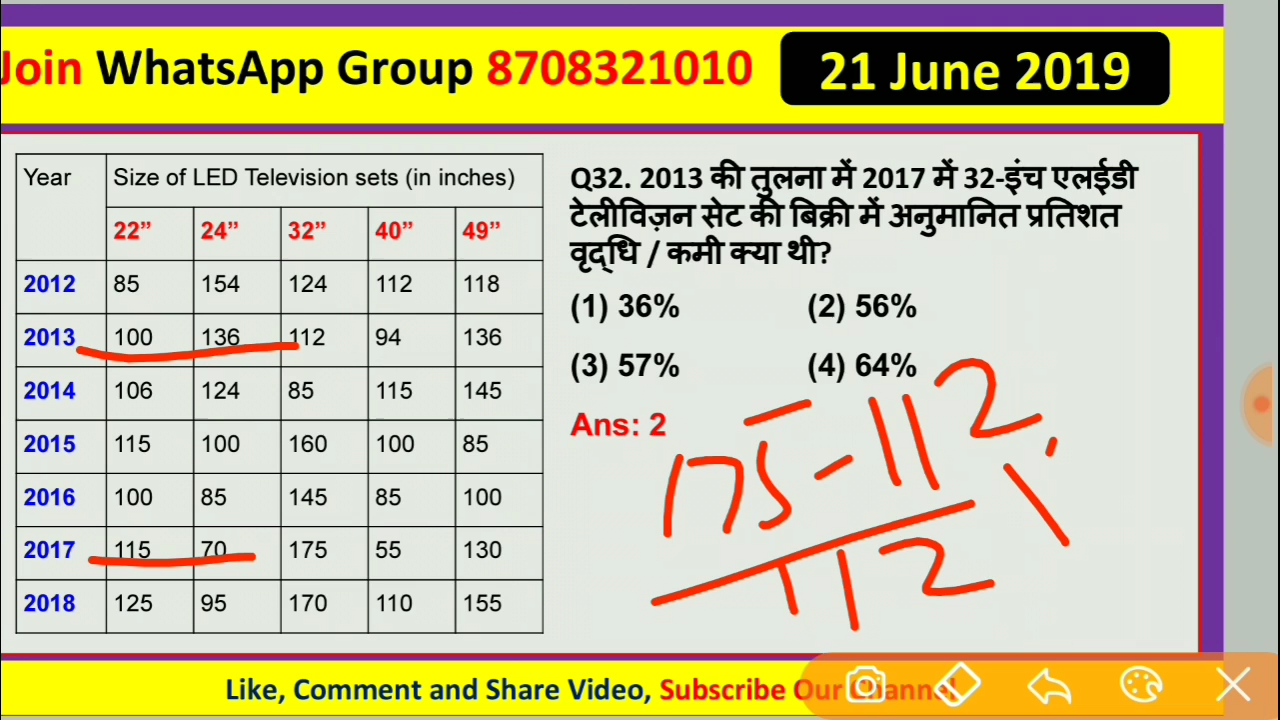 Join WhatsApp Group 8708321010
21 June 2019
Year Size of LED Television sets (in inches)
22” 24” 32” 40” 49”
2012 85 154 124 112 118
2013 100 136 112 94 136
2014 106 124 85 115 145
2015 115 100 160 100 85
2016 100 85 145 85 100
2017 115 70 175 55 130
2018 125 95 170 110 155
Q32. 2013 की तुलना में 2017 में 32-इंच एलईडी
टेलीविज़न सेट की बिक्री में अनुमानित प्रतिशत
वृद्धि / कमी क्या थी?
(1) 36% (2) 56%
(3) 57% (4) 64%
Ans: 2
175 - 112
112
Like, Comment and Share Video, Subscribe Our Channel